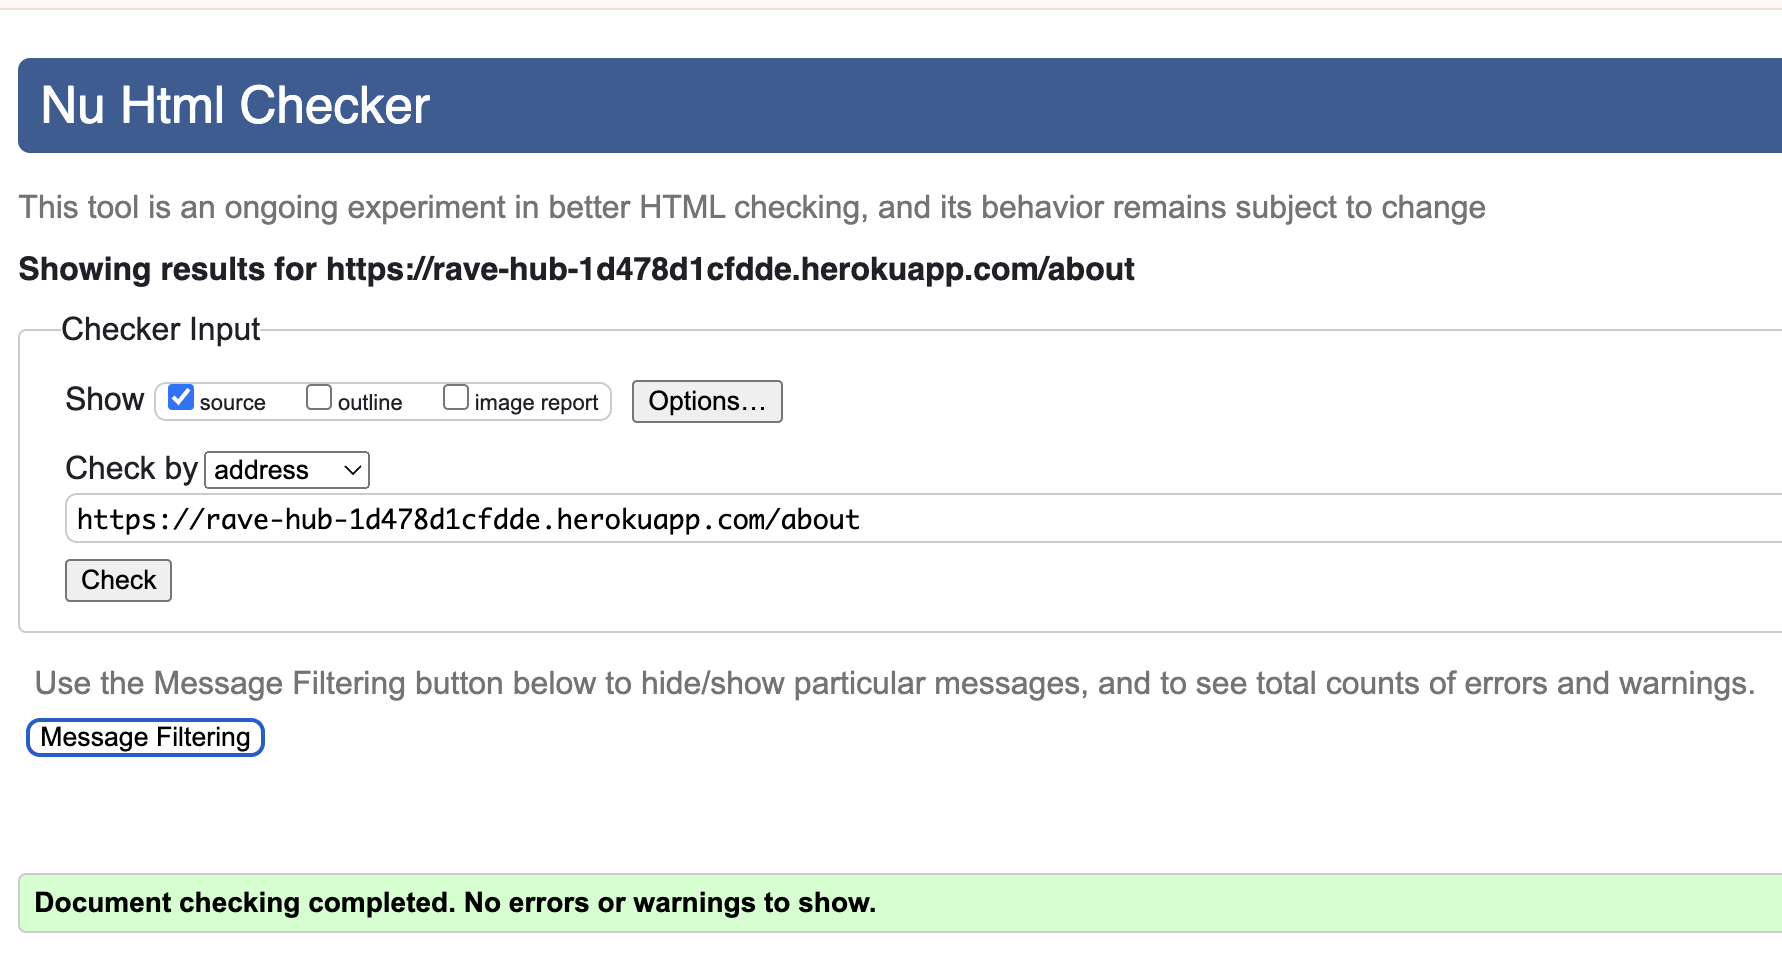 Nu Html Checker
This tool is an ongoing experiment in better HTML checking, and its behavior remains subject to change
Showing results for https://rave-hub-1d478d1cfdde.herokuapp.com/about
Checker Input
Show source outline image report Options…
Check by address
https://rave-hub-1d478d1cfdde.herokuapp.com/about
Check
Use the Message Filtering button below to hide/show particular messages, and to see total counts of errors and warnings.
Message Filtering
Document checking completed. No errors or warnings to show.